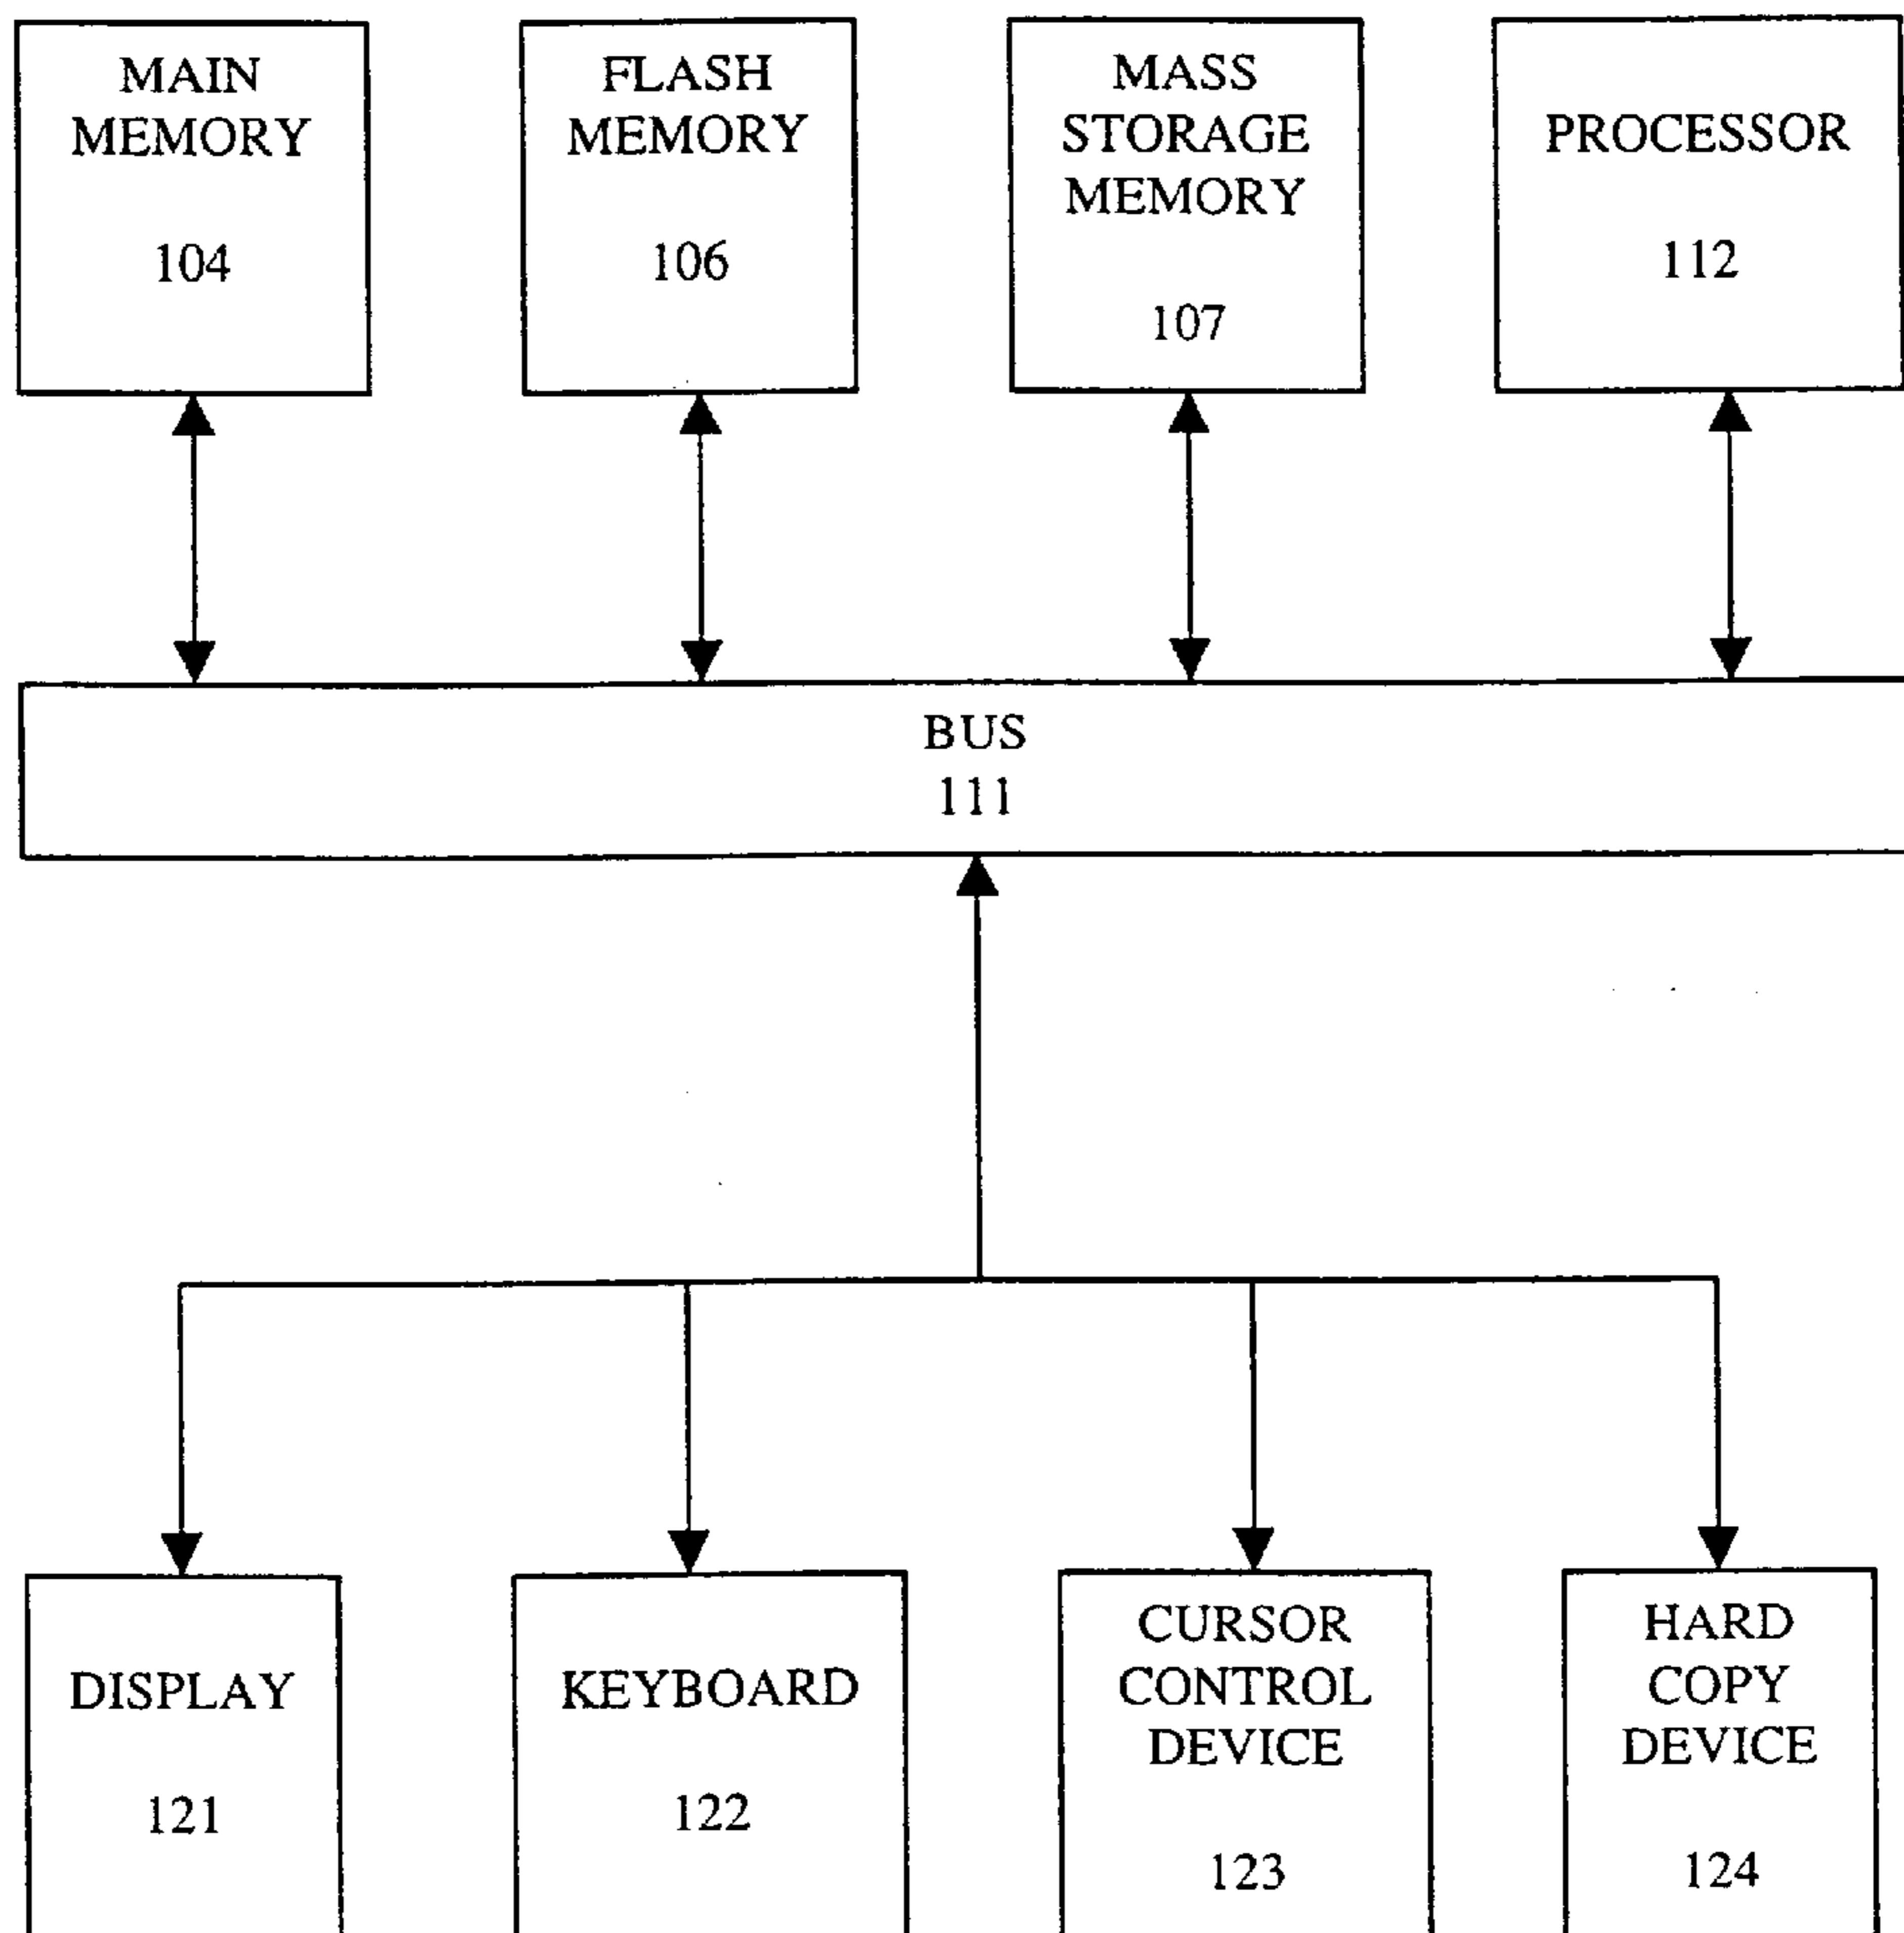 MAIN
MEMORY
104
FLASH
MEMORY
106
MASS
STORAGE
MEMORY
107
PROCESSOR
112
BUS
111
DISPLAY
121
KEYBOARD
122
CURSOR
CONTROL
DEVICE
123
HARD
COPY
DEVICE
124